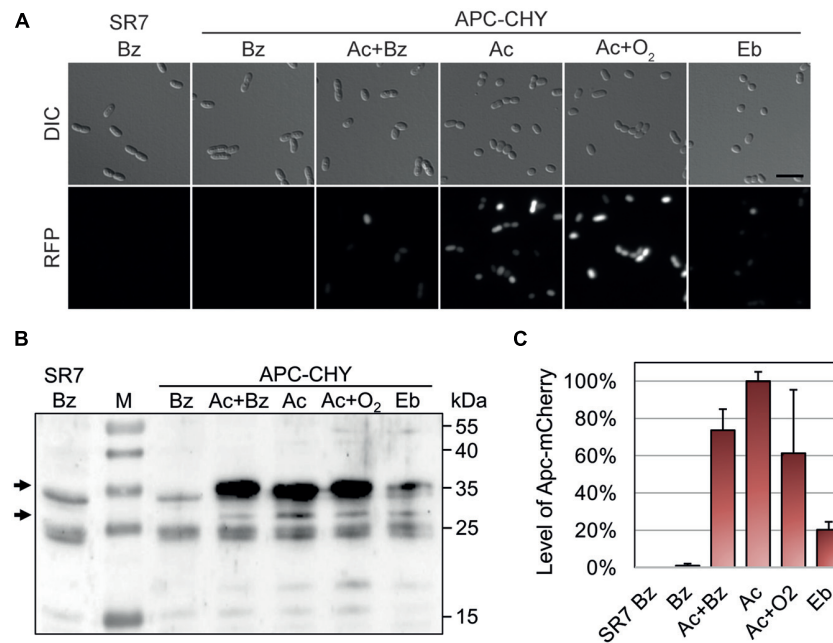 A
SR7 APC-CHY
Bz Bz Ac+Bz Ac Ac+O₂ Eb
DIC
RFP
B
SR7 APC-CHY
Bz M Bz Ac+Bz Ac Ac+O₂ Eb kDa
55
40
35
25
15
C
Level of Apc-mCherry
100%
80%
60%
40%
20%
0%
SR7 Bz Bz Ac+Bz Ac Ac+O2 Eb